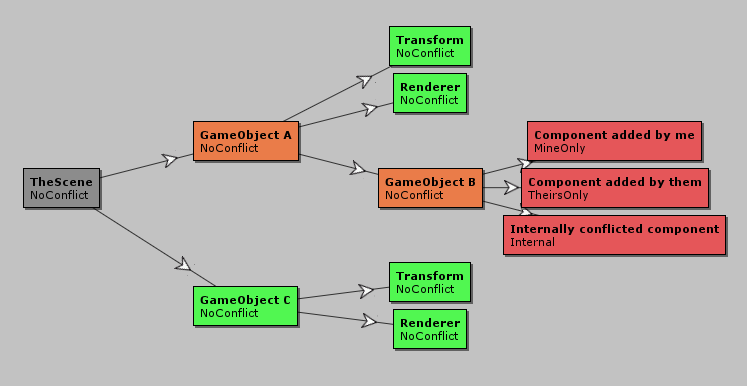 Transform
NoConflict
Renderer
NoConflict
GameObject A
NoConflict
Component added by me
MineOnly
TheScene
NoConflict
GameObject B
NoConflict
Component added by them
TheirsOnly
Internally conflicted component
Internal
Transform
NoConflict
GameObject C
NoConflict
Renderer
NoConflict